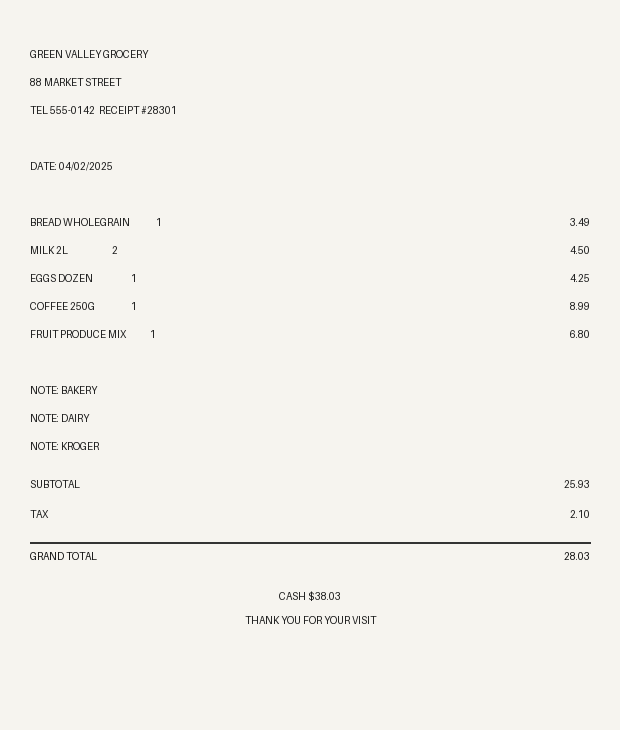 GREEN VALLEY GROCERY
88 MARKET STREET
TEL 555-0142 RECEIPT #28301
DATE: 04/02/2025
BREAD WHOLEGRAIN 1 3.49
MILK 2L 2 4.50
EGGS DOZEN 1 4.25
COFFEE 250G 1 8.99
FRUIT PRODUCE MIX 1 6.80
NOTE: BAKERY
NOTE: DAIRY
NOTE: KROGER
SUBTOTAL 25.93
TAX 2.10
GRAND TOTAL 28.03
CASH $38.03
THANK YOU FOR YOUR VISIT